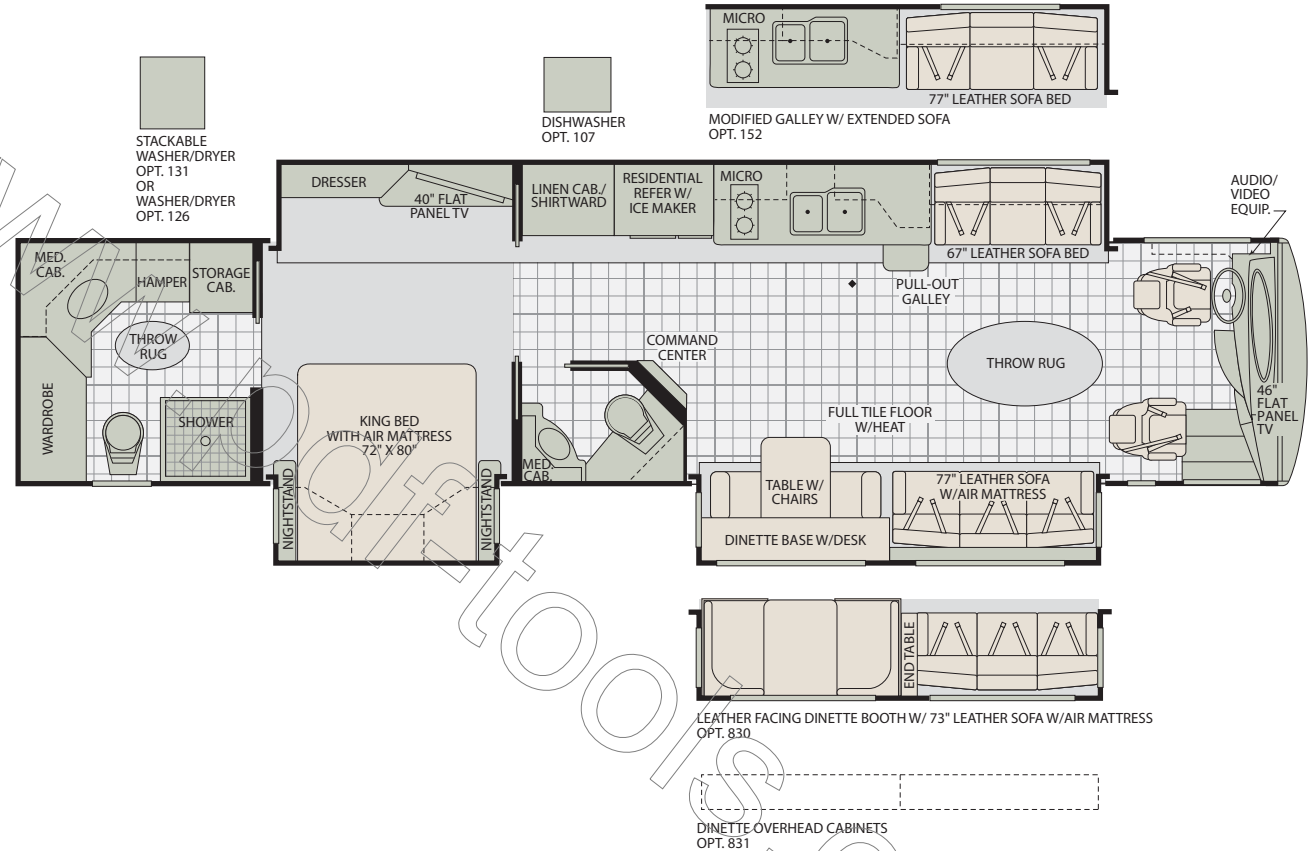 MICRO
77" LEATHER SOFA BED
MODIFIED GALLEY W/ EXTENDED SOFA
OPT. 152
STACKABLE
WASHER/DRYER
OPT. 131
OR
WASHER/DRYER
OPT. 126
DISHWASHER
OPT. 107
DRESSER
40" FLAT
PANEL TV
LINEN CAB./
SHIRTWARD
RESIDENTIAL
REFER W/
ICE MAKER
MICRO
67" LEATHER SOFA BED
AUDIO/
VIDEO
EQUIP.
MED.
CAB.
HAMPER
STORAGE
CAB.
PULL-OUT
GALLEY
THROW
RUG
COMMAND
CENTER
THROW RUG
WARDROBE
SHOWER
KING BED
WITH AIR MATTRESS
72" X 80"
FULL TILE FLOOR
W/HEAT
46"
FLAT
PANEL
TV
MED.
CAB.
NIGHTSTAND
NIGHTSTAND
TABLE W/
CHAIRS
77" LEATHER SOFA
W/AIR MATTRESS
DINETTE BASE W/DESK
END TABLE
LEATHER FACING DINETTE BOOTH W/ 73" LEATHER SOFA W/AIR MATTRESS
OPT. 830
DINETTE OVERHEAD CABINETS
OPT. 831